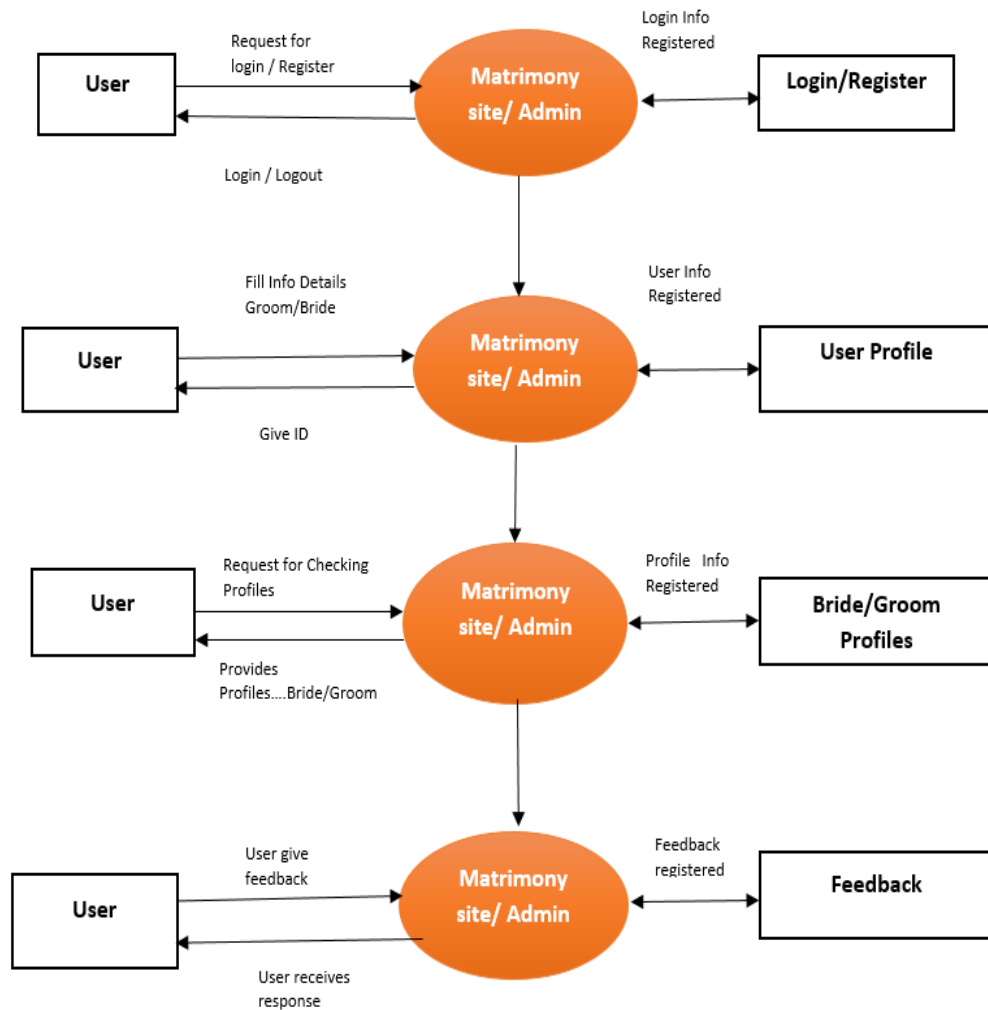 Login Info
Registered
Request for
login / Register
User
Matrimony
site/ Admin
Login/Register
Login / Logout
Fill Info Details
Groom/Bride
User Info
Registered
User
Matrimony
site/ Admin
User Profile
Give ID
Request for Checking
Profiles
Profile Info
Registered
User
Matrimony
site/ Admin
Bride/Groom
Profiles
Provides
Profiles....Bride/Groom
User give
feedback
Feedback
registered
User
Matrimony
site/ Admin
Feedback
User receives
response